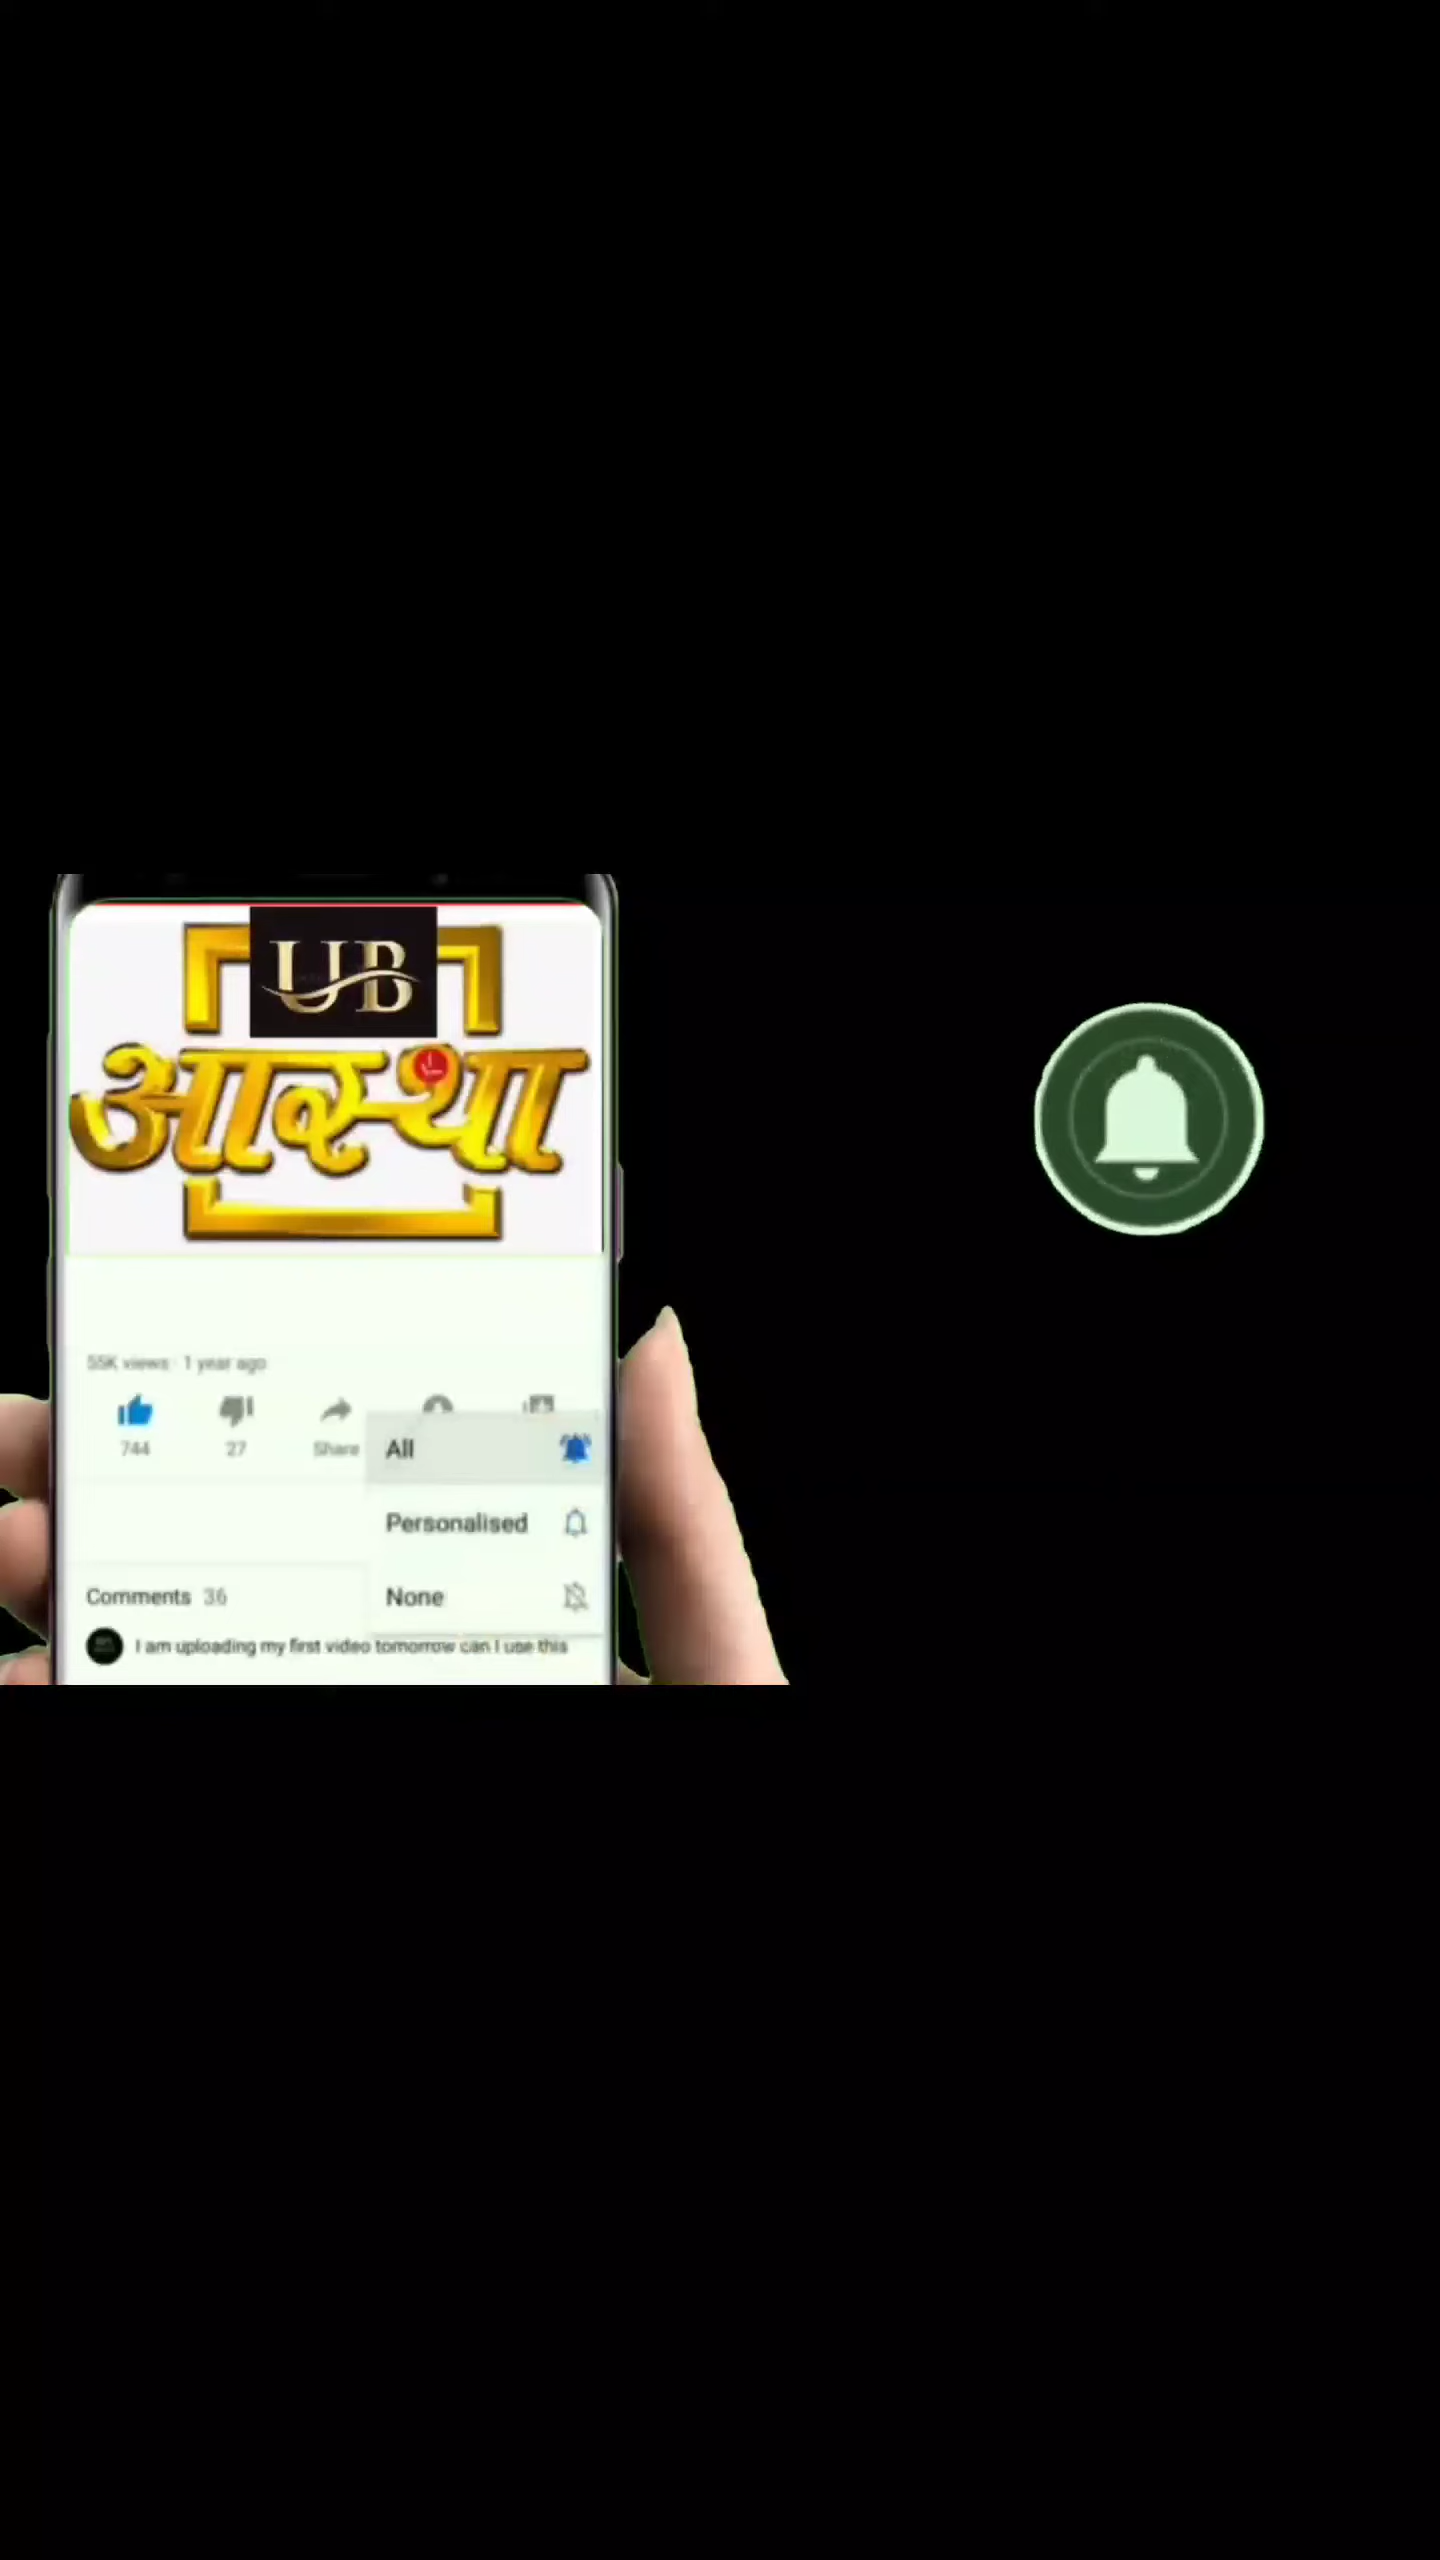 UB
आस्था
55K views · 1 year ago
744
27
Share
All
Personalised
None
Comments 36
I am uploading my first video tomorrow can I use this